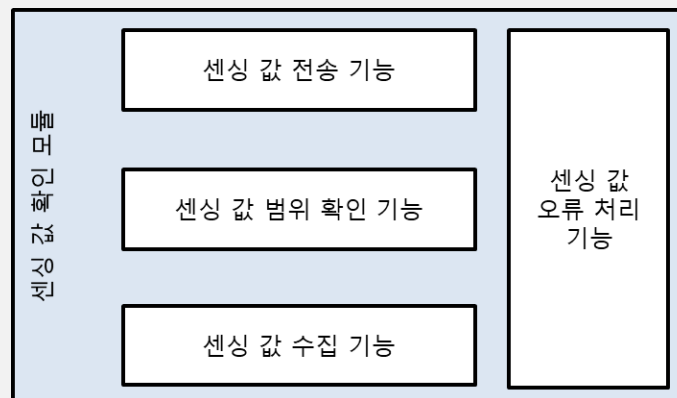 센싱 값 확인 모듈
센싱 값 전송 기능
센싱 값 범위 확인 기능
센싱 값 수집 기능
센싱 값
오류 처리
기능